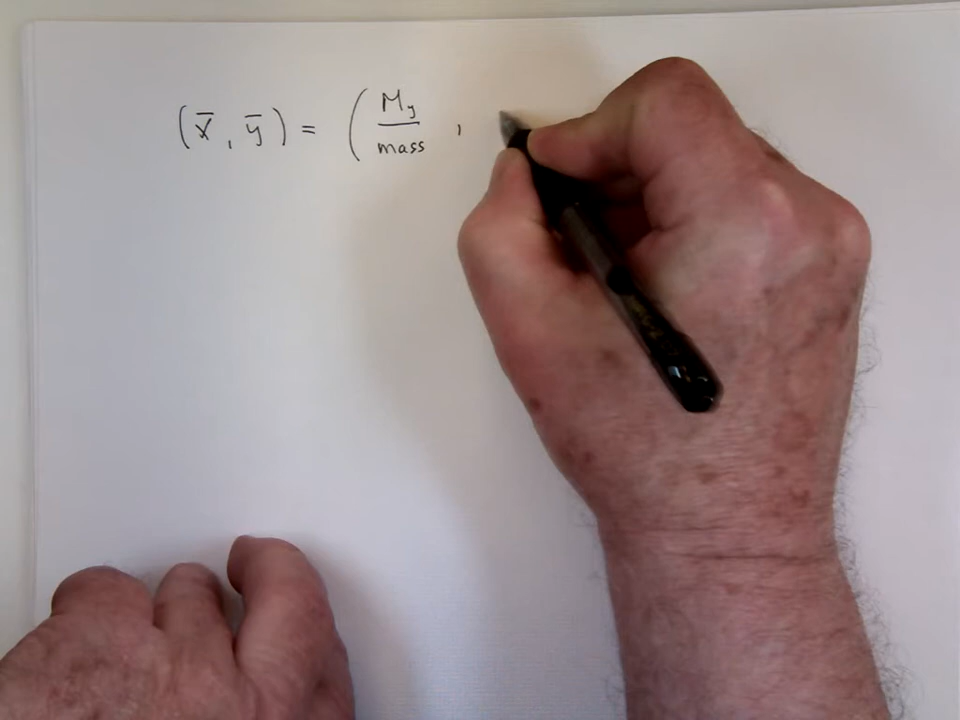 (x̄, ȳ) = (M_y/mass ,